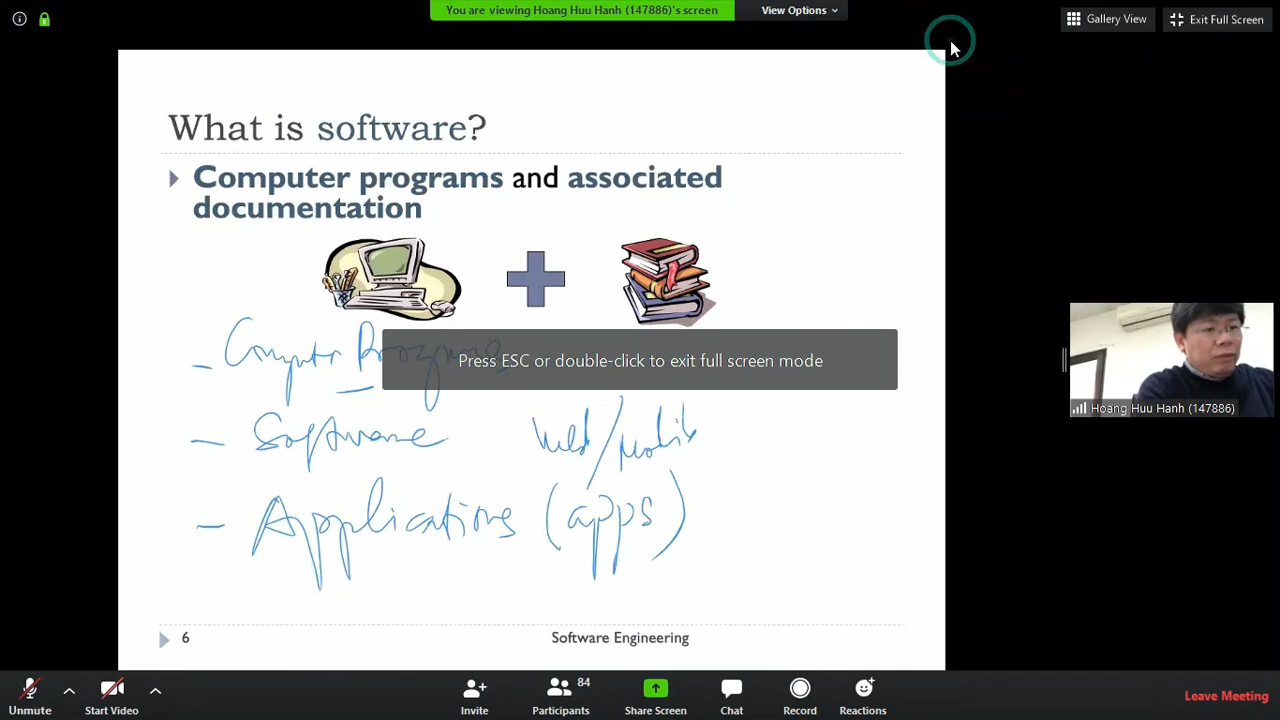 You are viewing Hoang Huu Hanh (147886)'s screen
View Options
Gallery View
Exit Full Screen
What is software?
Computer programs and associated
documentation
- Computer Programs
Press ESC or double-click to exit full screen mode
Hoang Huu Hanh (147886)
- Software
web/mobile
- Applications (apps)
6
Software Engineering
Unmute
Start Video
Invite
Participants
84
Share Screen
Chat
Record
Reactions
Leave Meeting